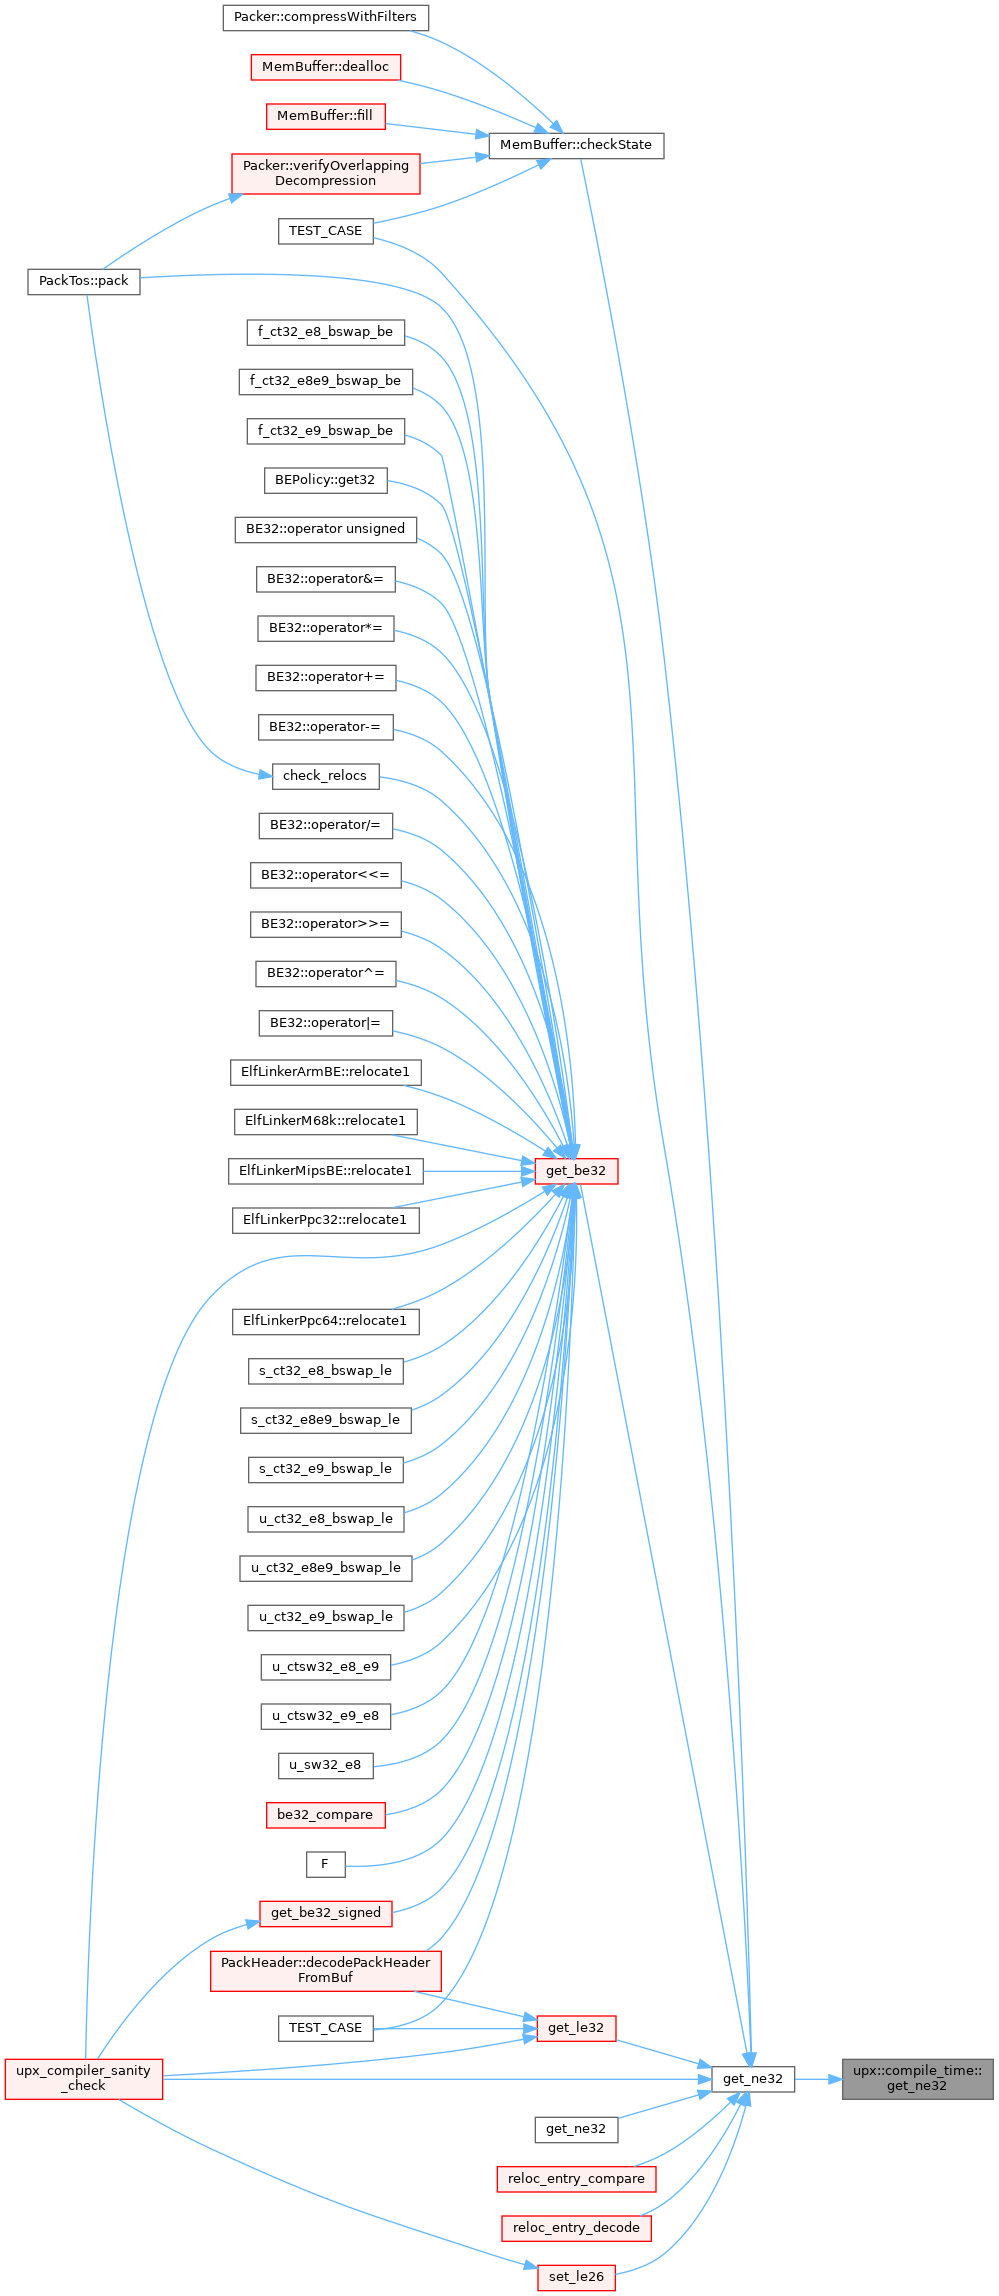 Packer::compressWithFilters
MemBuffer::dealloc
MemBuffer::fill
MemBuffer::checkState
Packer::verifyOverlapping
Decompression
TEST_CASE
PackTos::pack
f_ct32_e8_bswap_be
f_ct32_e8e9_bswap_be
f_ct32_e9_bswap_be
BEPolicy::get32
BE32::operator unsigned
BE32::operator&=
BE32::operator*=
BE32::operator+=
BE32::operator-=
check_relocs
BE32::operator/=
BE32::operator<<=
BE32::operator>>=
BE32::operator^=
BE32::operator|=
ElfLinkerArmBE::relocate1
ElfLinkerM68k::relocate1
ElfLinkerMipsBE::relocate1
get_be32
ElfLinkerPpc32::relocate1
ElfLinkerPpc64::relocate1
s_ct32_e8_bswap_le
s_ct32_e8e9_bswap_le
s_ct32_e9_bswap_le
u_ct32_e8_bswap_le
u_ct32_e8e9_bswap_le
u_ct32_e9_bswap_le
u_ctsw32_e8_e9
u_ctsw32_e9_e8
u_sw32_e8
be32_compare
F
get_be32_signed
PackHeader::decodePackHeader
FromBuf
TEST_CASE
get_le32
upx_compiler_sanity
_check
get_ne32
upx::compile_time::
get_ne32
get_ne32
reloc_entry_compare
reloc_entry_decode
set_le26